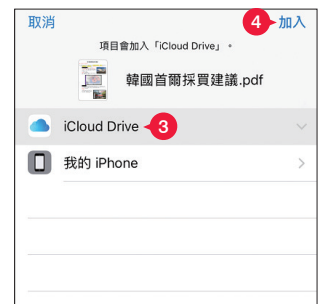 取消 4 加入
項目會加入「iCloud Drive」。
韓國首爾採買建議.pdf
iCloud Drive 3
我的 iPhone